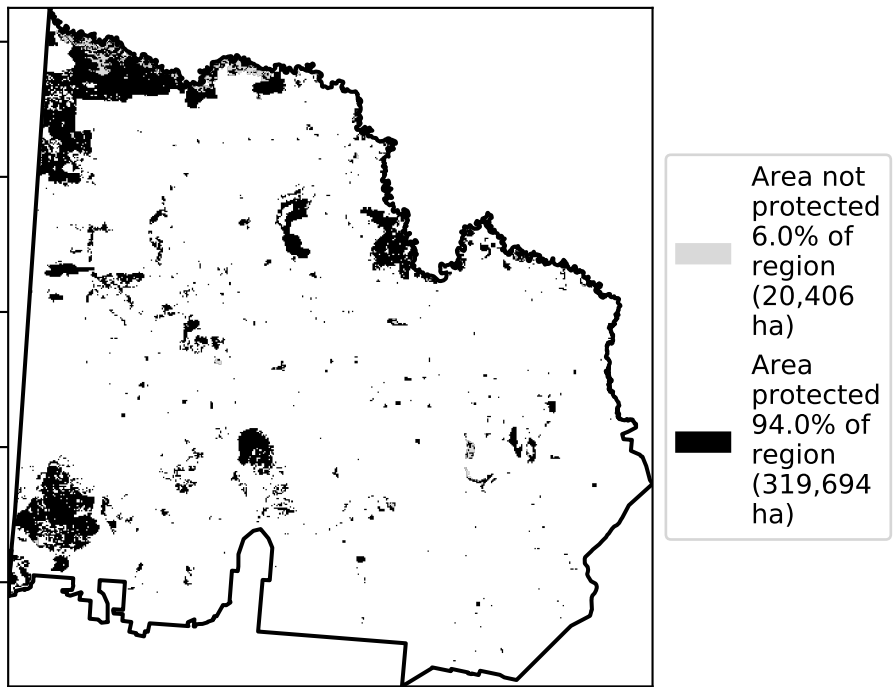 Area not
protected
6.0% of
region
(20,406
ha)
Area
protected
94.0% of
region
(319,694
ha)